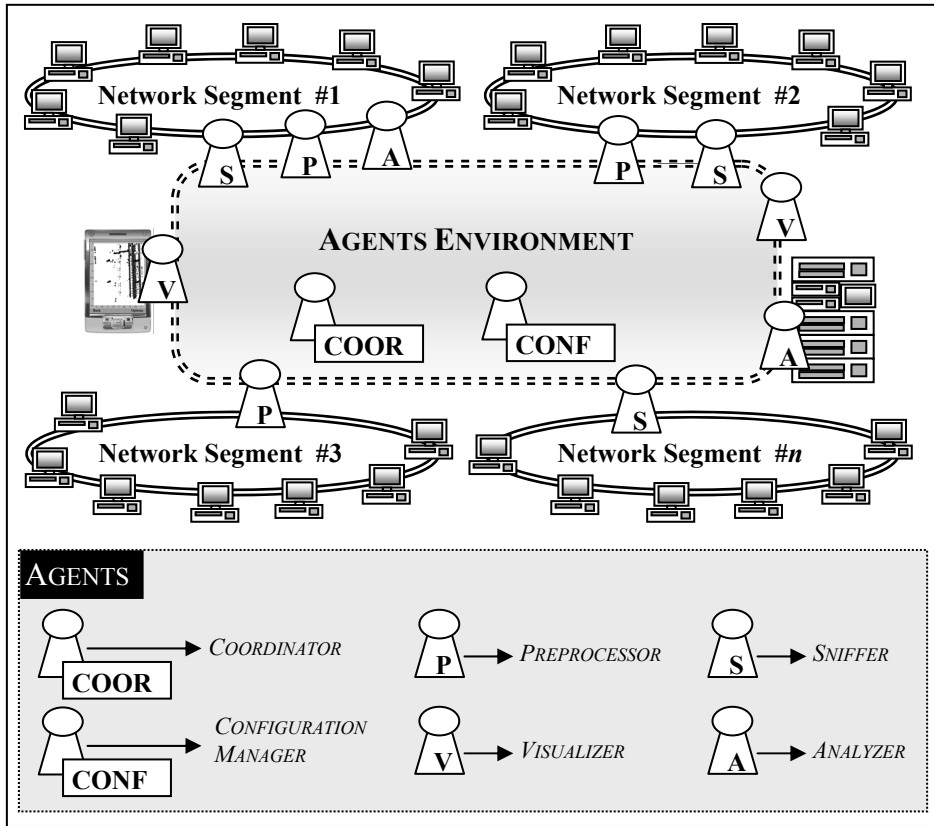 Network Segment #1
Network Segment #2
S
P
A
P
S
V
AGENTS ENVIRONMENT
V
COOR
CONF
A
P
S
Network Segment #3
Network Segment #n
AGENTS
COOR
COORDINATOR
P
PREPROCESSOR
S
SNIFFER
CONF
CONFIGURATION
MANAGER
V
VISUALIZER
A
ANALYZER